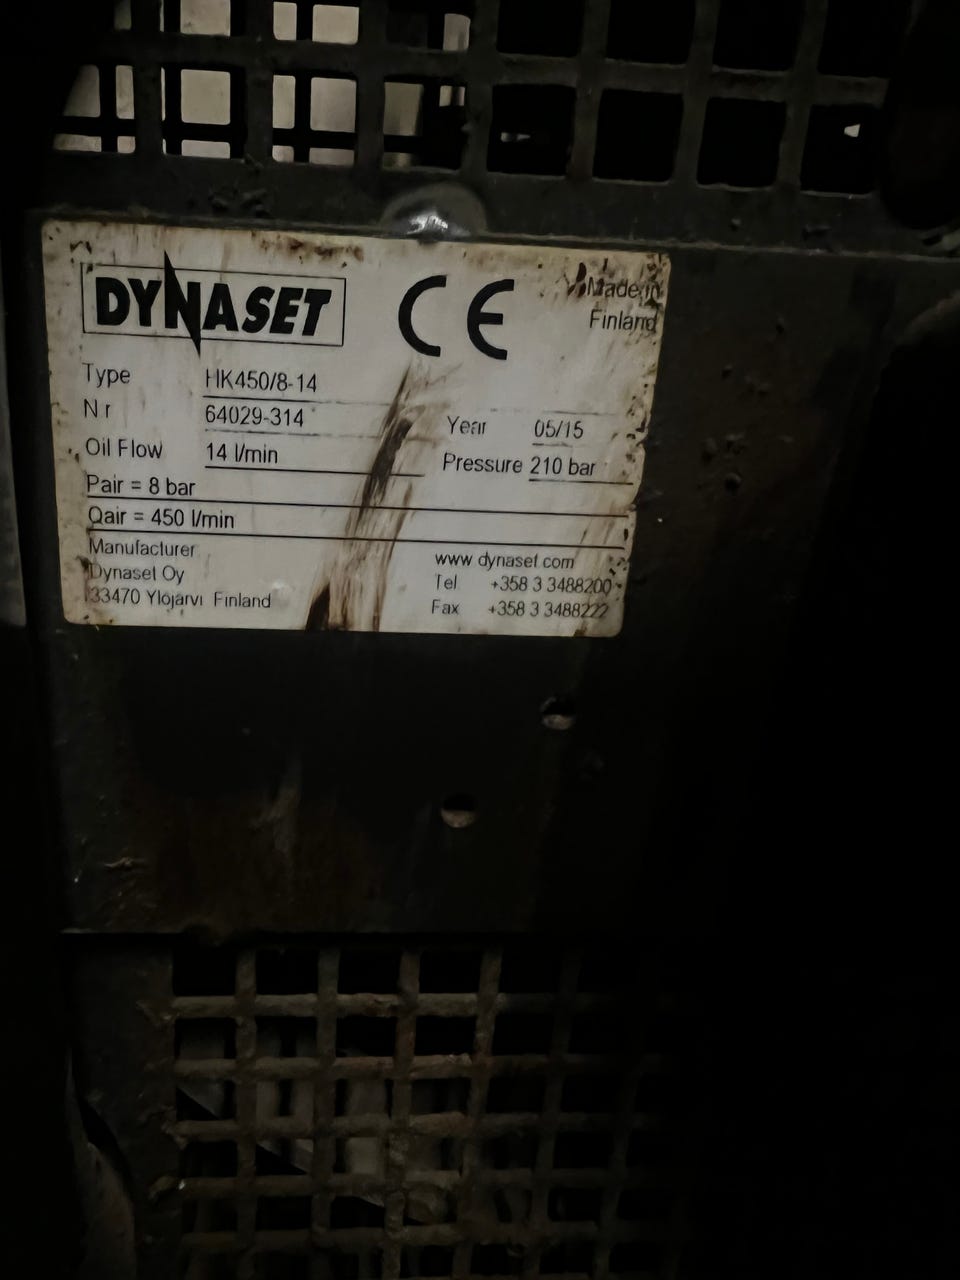 DYNASET CE Made in
Finland
Type HK450/8-14
Nr 64029-314 Year 05/15
Oil Flow 14 l/min Pressure 210 bar
Pair = 8 bar
Qair = 450 l/min
Manufacturer www dynaset com
Dynaset Oy Tel +358 3 3488200
33470 Ylöjärvi Finland Fax +358 3 3488222